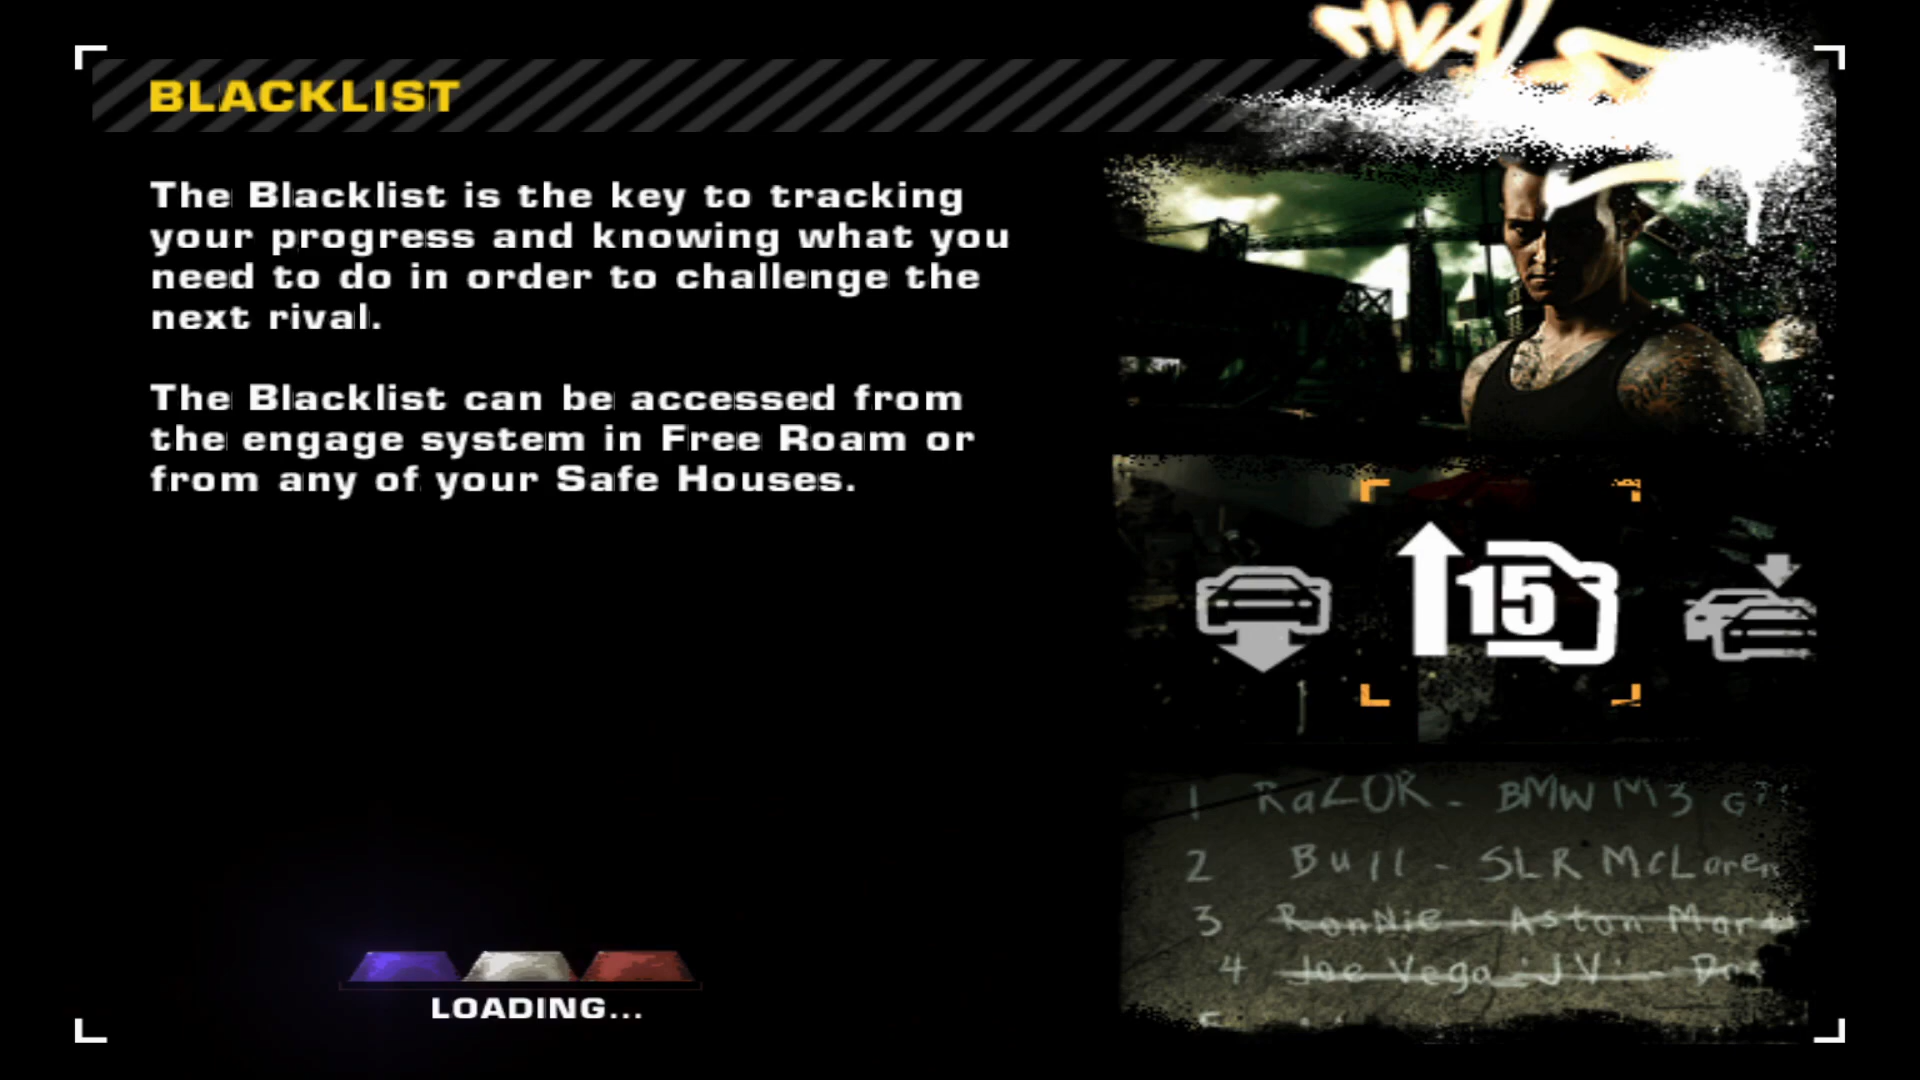 RIVAL
BLACKLIST
The Blacklist is the key to tracking
your progress and knowing what you
need to do in order to challenge the
next rival.
The Blacklist can be accessed from
the engage system in Free Roam or
from any of your Safe Houses.
15
1 RaZOR - BMW M3
2 Bull - SLR McLaren
3 Ronnie - Aston
4 Joe Vega 'JV' -
LOADING...